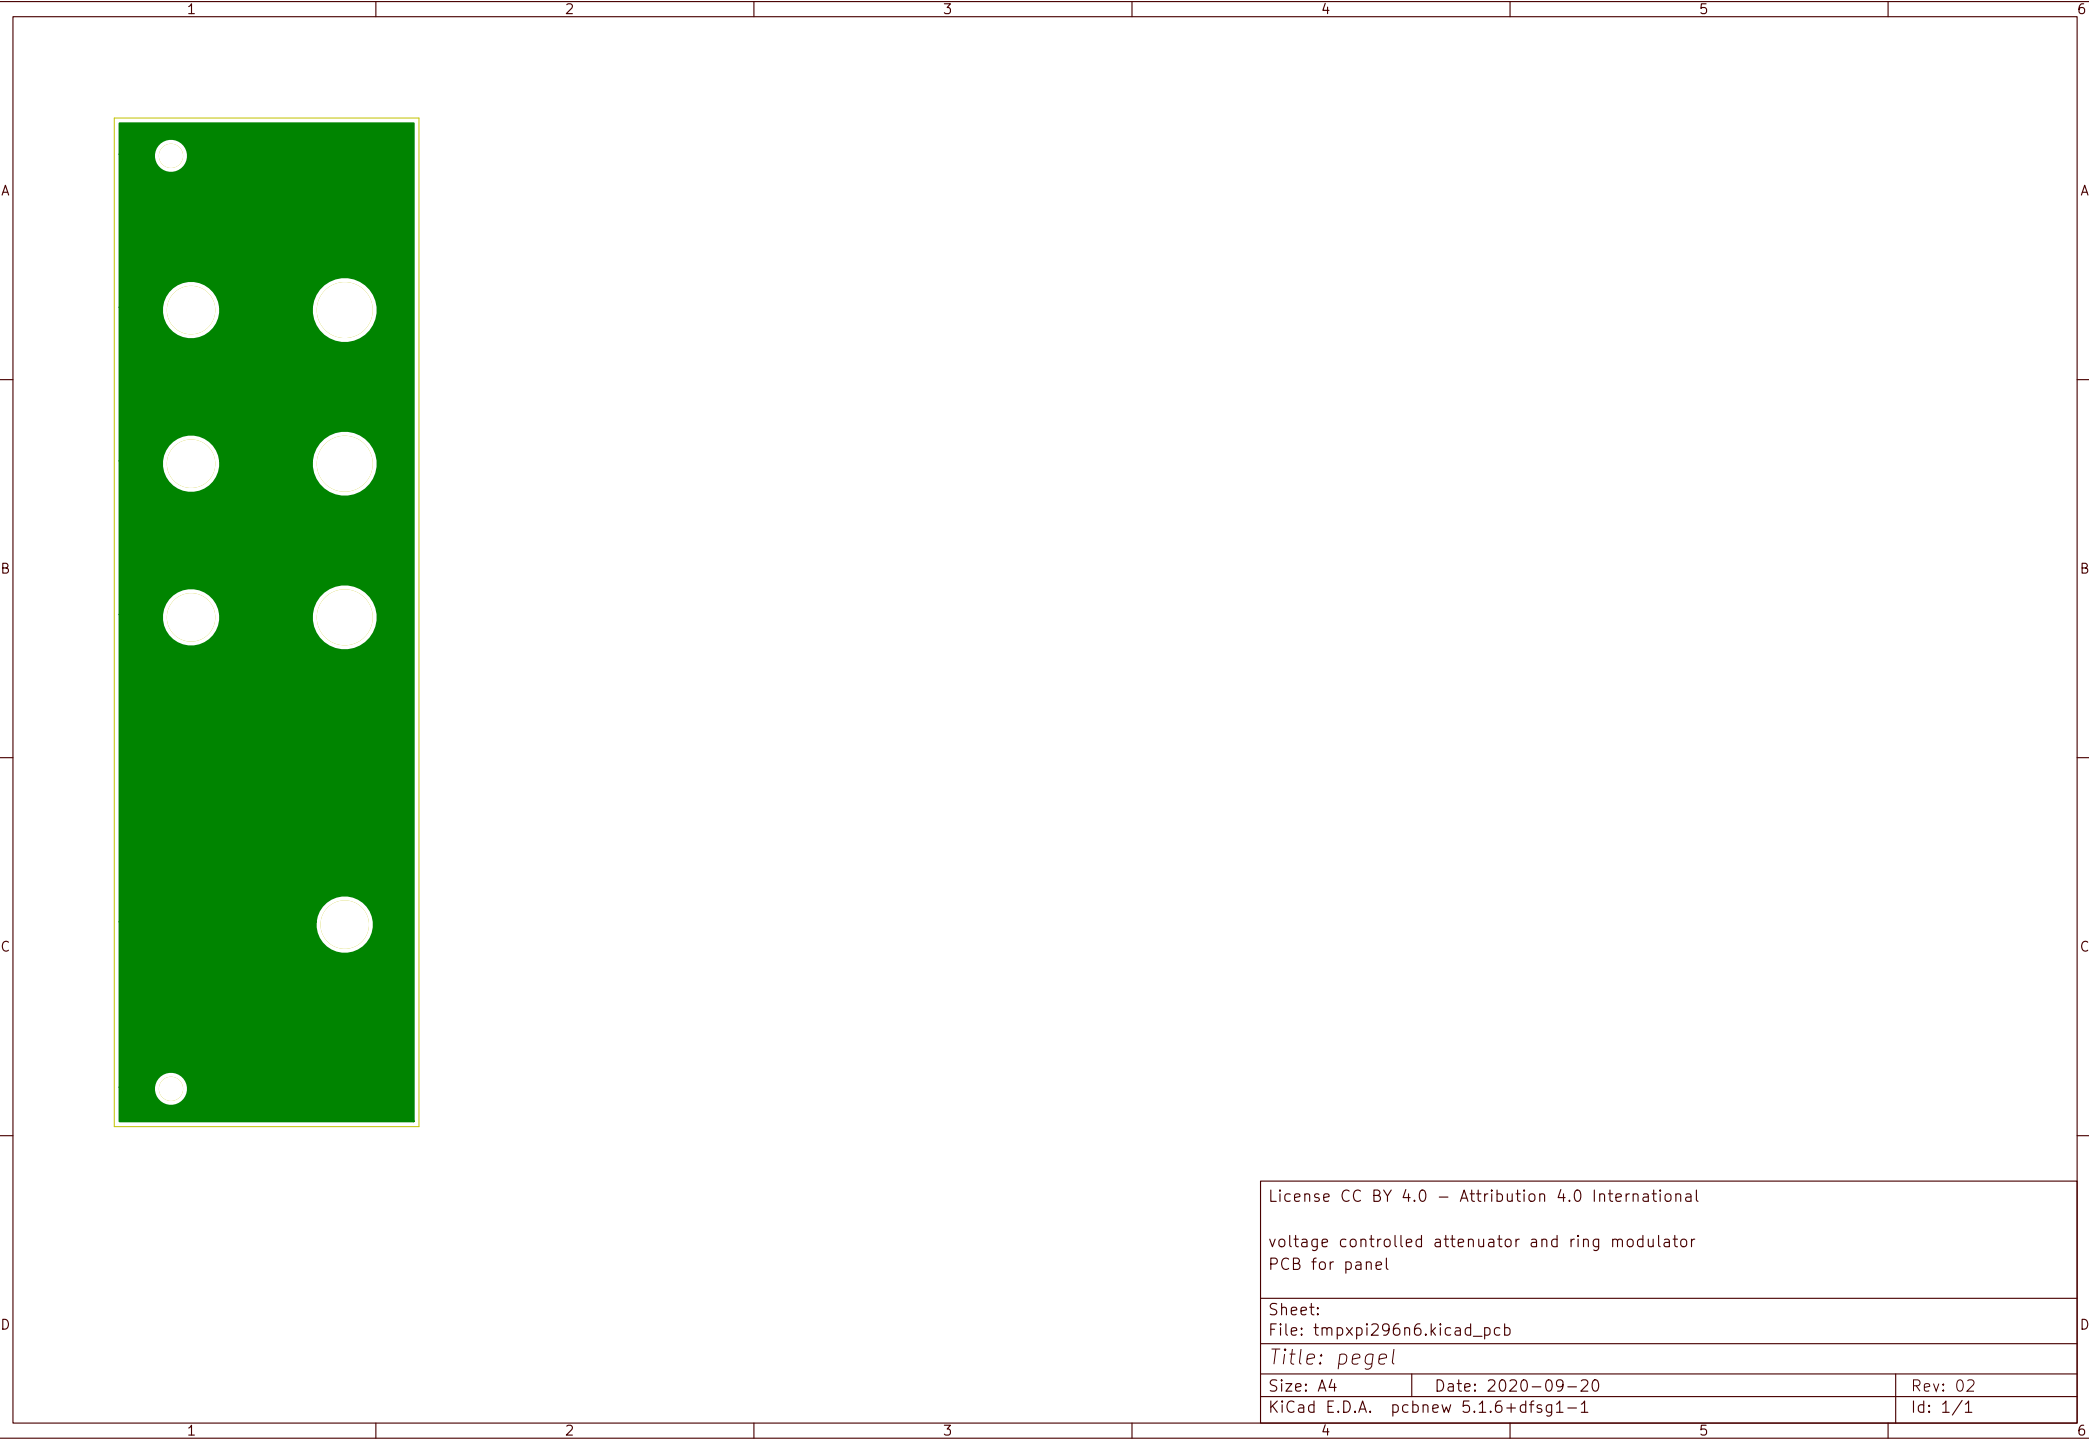 1 2 3 4 5 6
A A
B B
C C
License CC BY 4.0 – Attribution 4.0 International
voltage controlled attenuator and ring modulator
PCB for panel
Sheet:
D D
File: tmpxpi296n6.kicad_pcb
Title: pegel
Size: A4 Date: 2020-09-20 Rev: 02
KiCad E.D.A. pcbnew 5.1.6+dfsg1-1 Id: 1/1
1 2 3 4 5 6